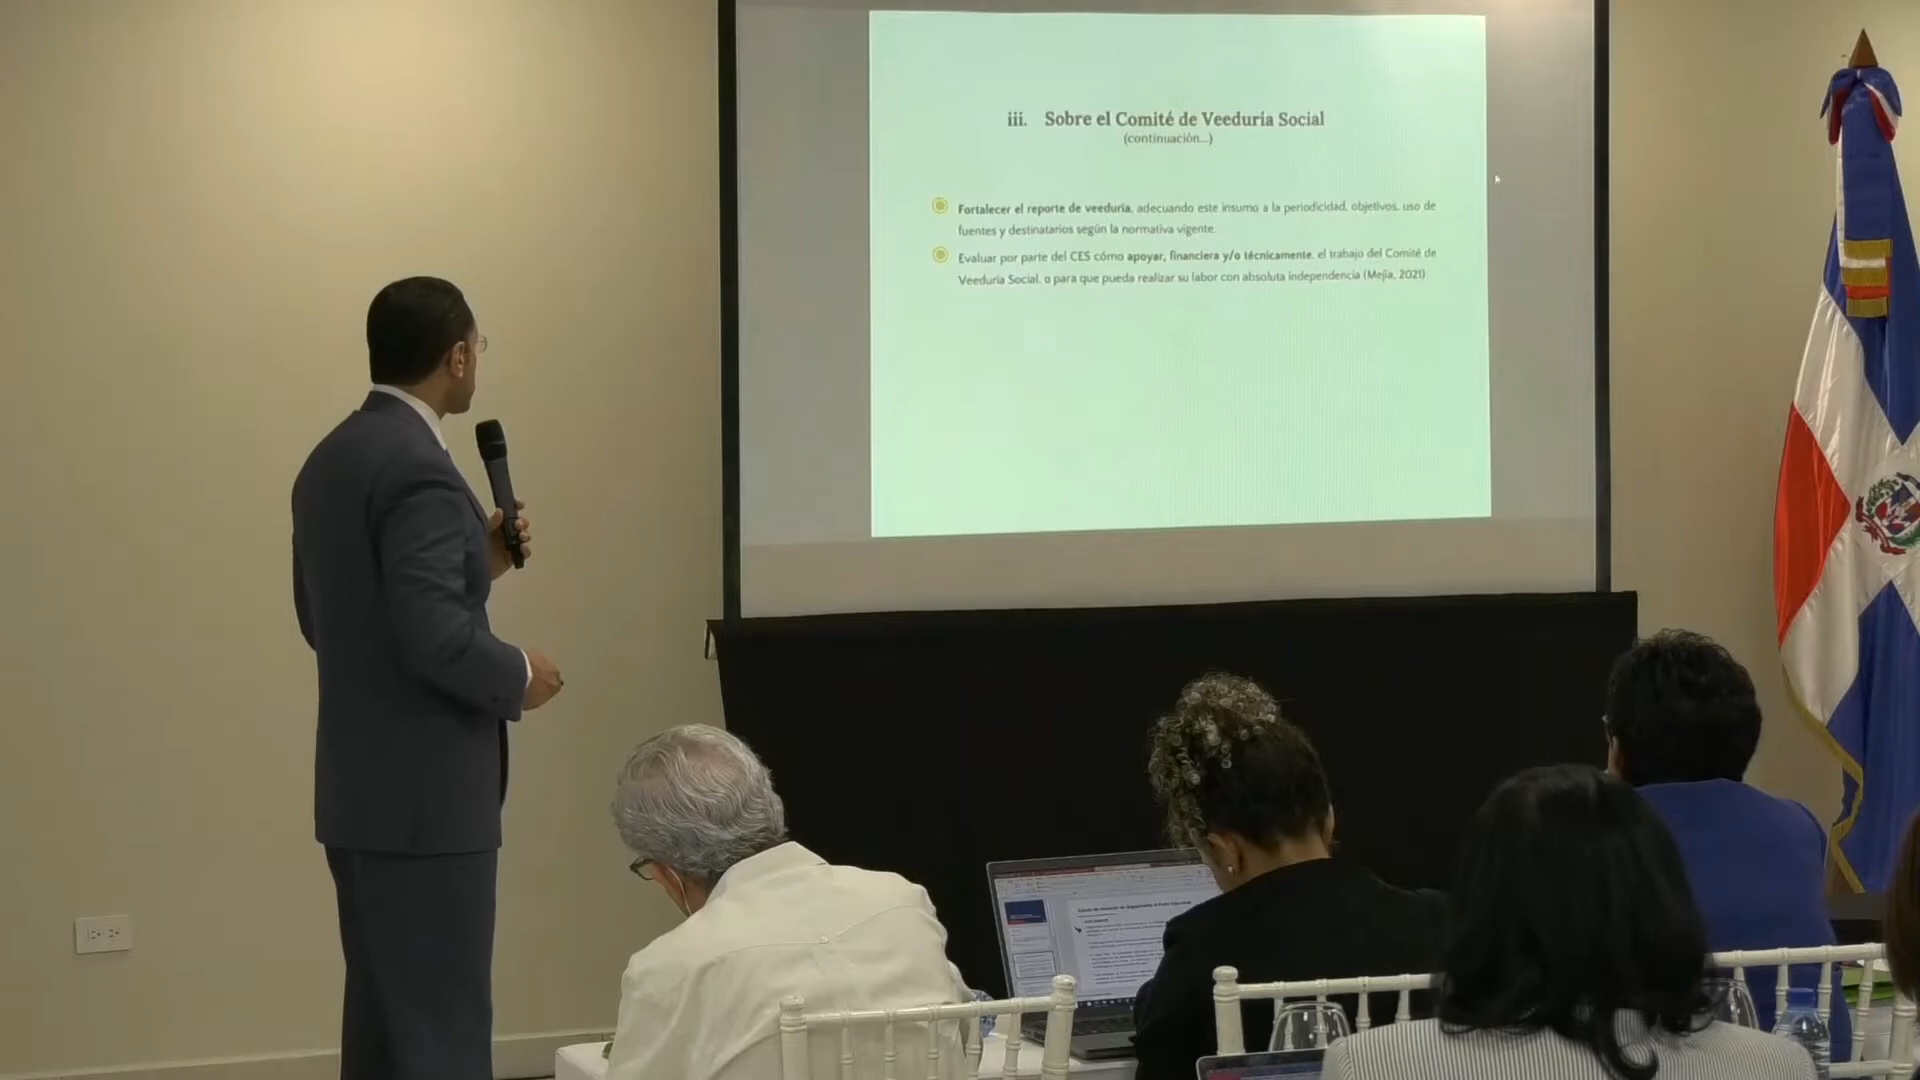 iii. Sobre el Comité de Veeduría Social
(continuación...)
Fortalecer el reporte de veeduría, adecuando este insumo a la periodicidad, objetivos, uso de
fuentes y destinatarios según la normativa vigente.
Evaluar por parte del CES cómo apoyar, financiera y/o técnicamente, el trabajo del Comité de
Veeduría Social, o para que pueda realizar su labor con absoluta independencia (Mejía, 2021)